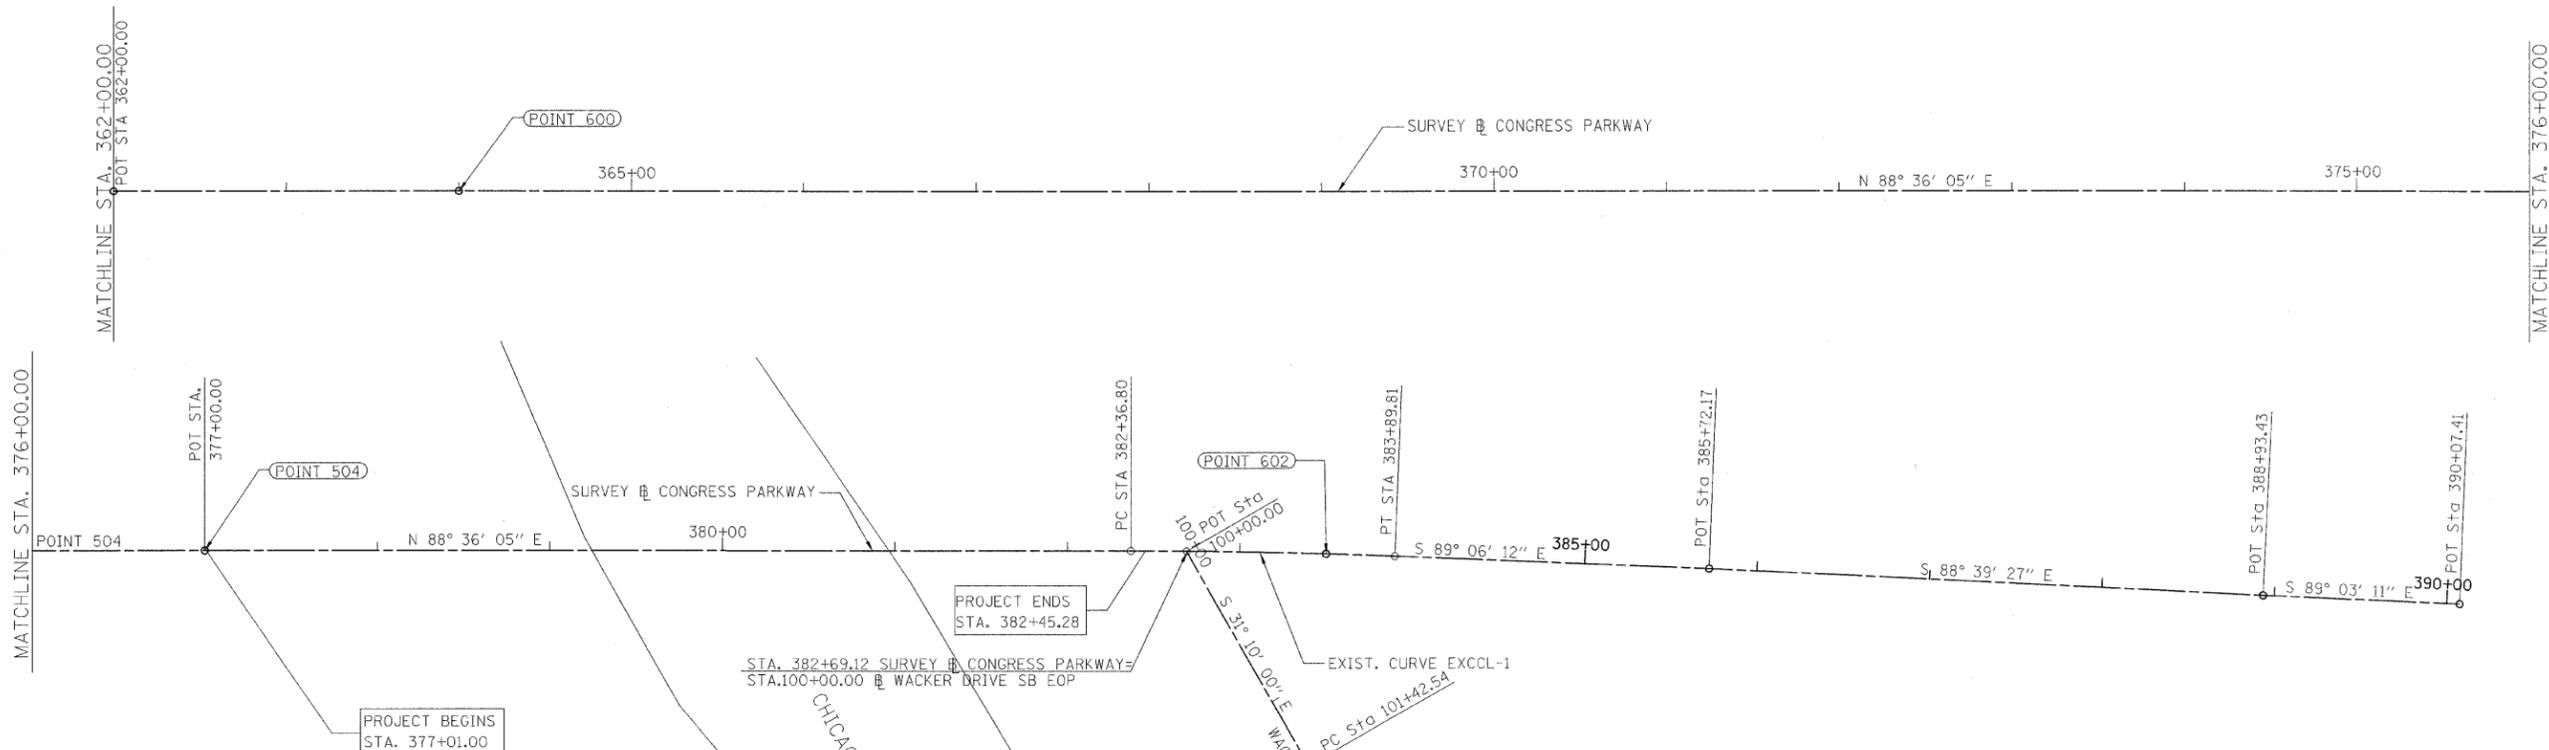 MATCHLINE STA. 362+00.00
POT STA 362+00.00
POINT 600
365+00
SURVEY ⅊ CONGRESS PARKWAY
370+00
N 88° 36' 05" E
375+00
MATCHLINE STA. 376+00.00
MATCHLINE STA. 376+00.00
POINT 504
POT STA.
377+00.00
POINT 504
N 88° 36' 05" E
SURVEY ⅊ CONGRESS PARKWAY
380+00
PC STA 382+36.80
100+00
POT Sta
100+00.00
POINT 602
PT STA 383+89.81
S 89° 06' 12" E
385+00
POT Sta 385+72.17
S 88° 39' 27" E
POT Sta 388+93.43
S 89° 03' 11" E
390+00
POT Sta 390+07.41
PROJECT ENDS
STA. 382+45.28
STA. 382+69.12 SURVEY ⅊ CONGRESS PARKWAY=
STA.100+00.00 ⅊ WACKER DRIVE SB EOP
EXIST. CURVE EXCCL-1
S 31° 10' 00" E
PC Sta 101+42.54
PROJECT BEGINS
STA. 377+01.00